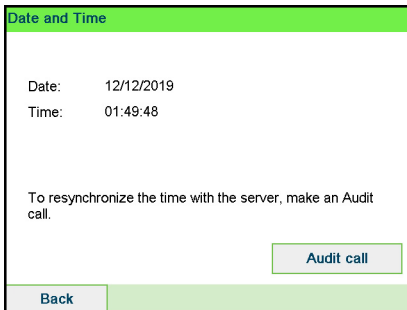 Date and Time
Date: 12/12/2019
Time: 01:49:48
To resynchronize the time with the server, make an Audit
call.
Audit call
Back